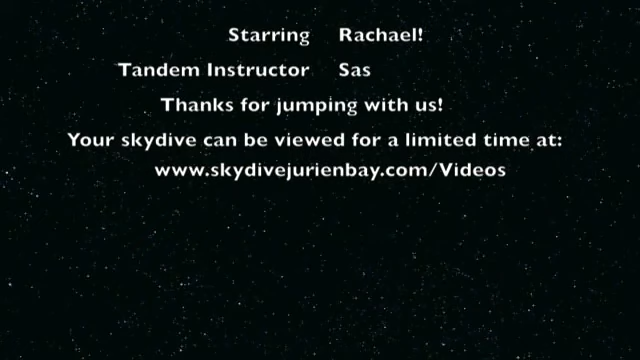 Starring Rachael!
Tandem Instructor Sas
Thanks for jumping with us!
Your skydive can be viewed for a limited time at:
www.skydivejurienbay.com/Videos